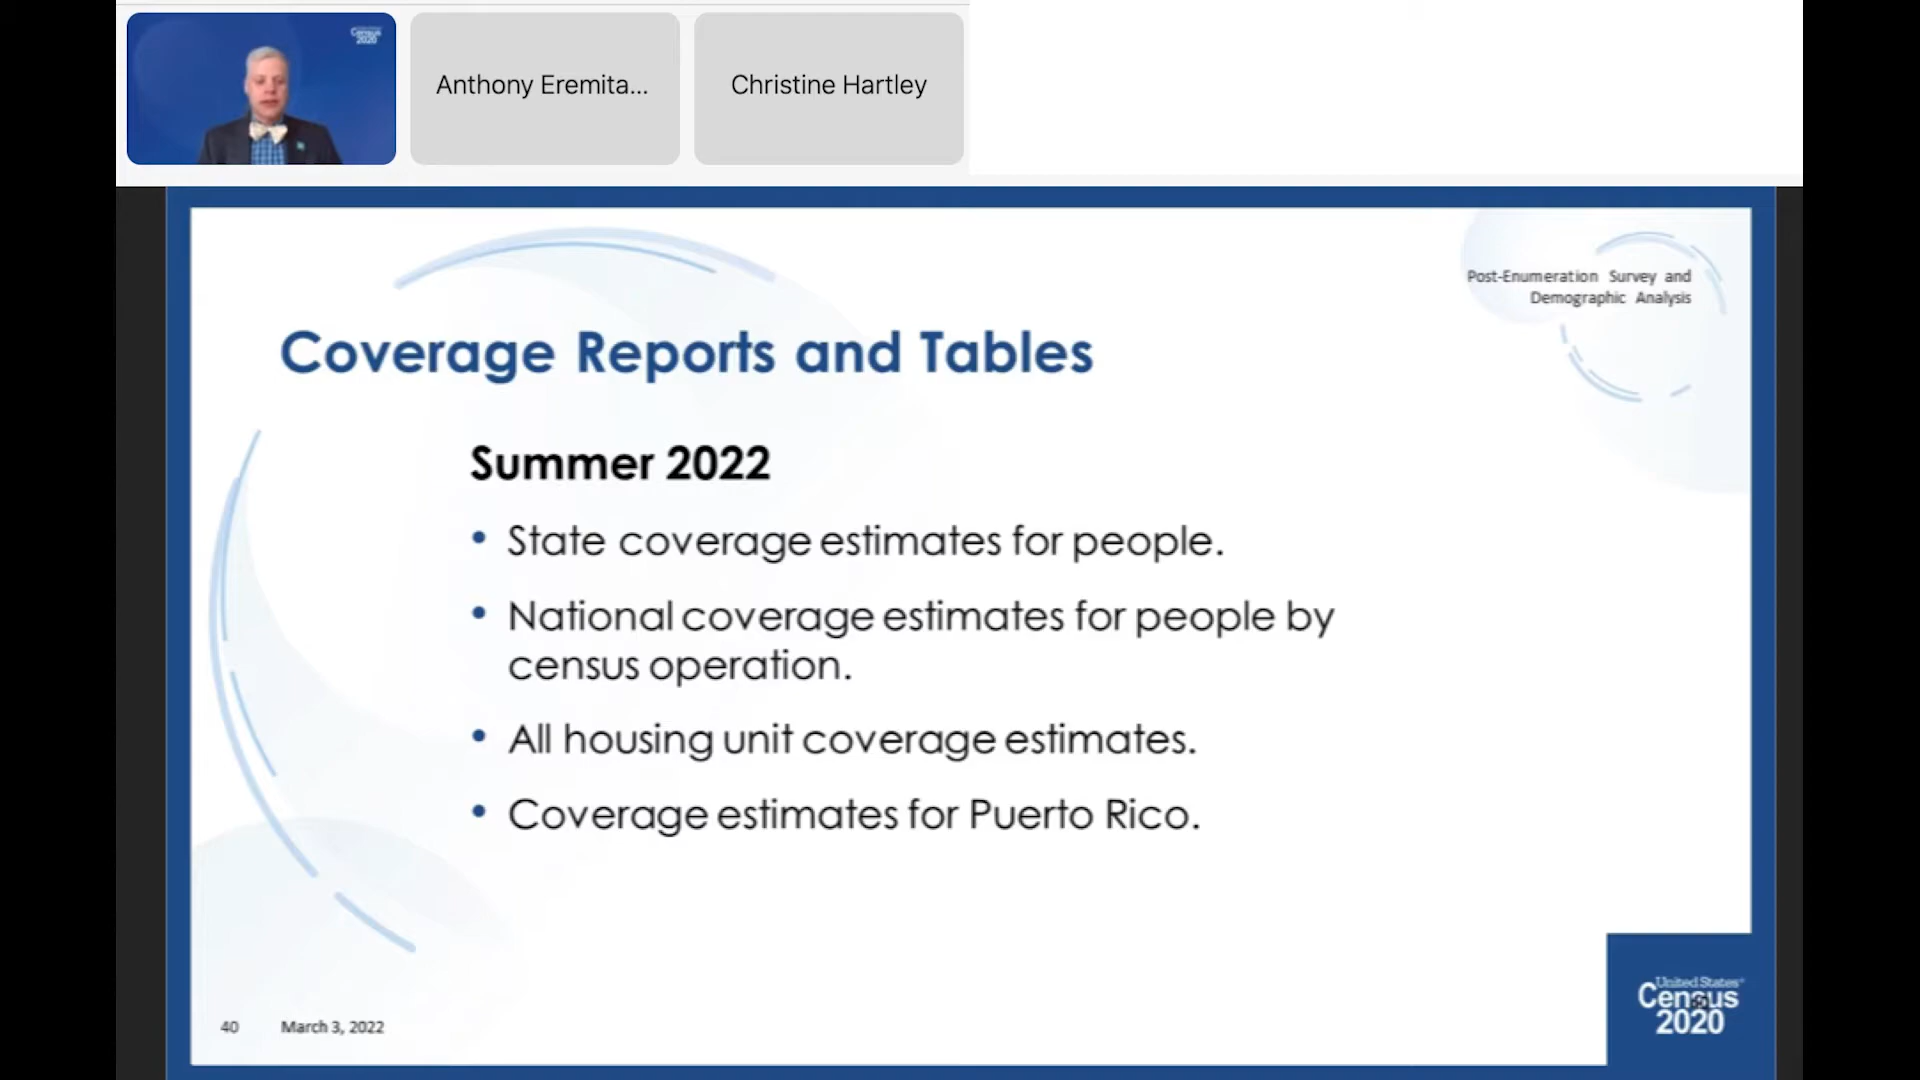 Census
2020
Anthony Eremita...
Christine Hartley
Post-Enumeration Survey and
Demographic Analysis
Coverage Reports and Tables
Summer 2022
• State coverage estimates for people.
• National coverage estimates for people by
census operation.
• All housing unit coverage estimates.
• Coverage estimates for Puerto Rico.
40 March 3, 2022
United States®
Census
2020